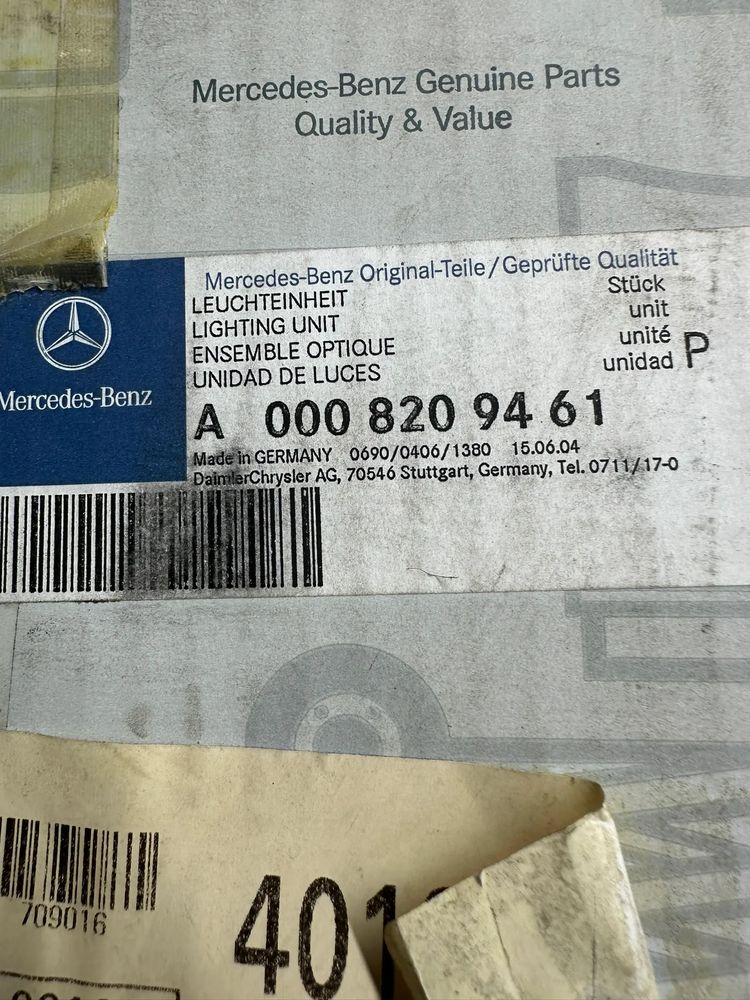 Mercedes-Benz Genuine Parts
Quality & Value
Mercedes-Benz Original-Teile/Geprüfte Qualität
LEUCHTEINHEIT Stück
LIGHTING UNIT unit
ENSEMBLE OPTIQUE unité
UNIDAD DE LUCES unidad P
Mercedes-Benz
A 000 820 94 61
Made in GERMANY 0690/0406/1380 15.06.04
DaimlerChrysler AG, 70546 Stuttgart, Germany, Tel. 0711/17-0
709016
401